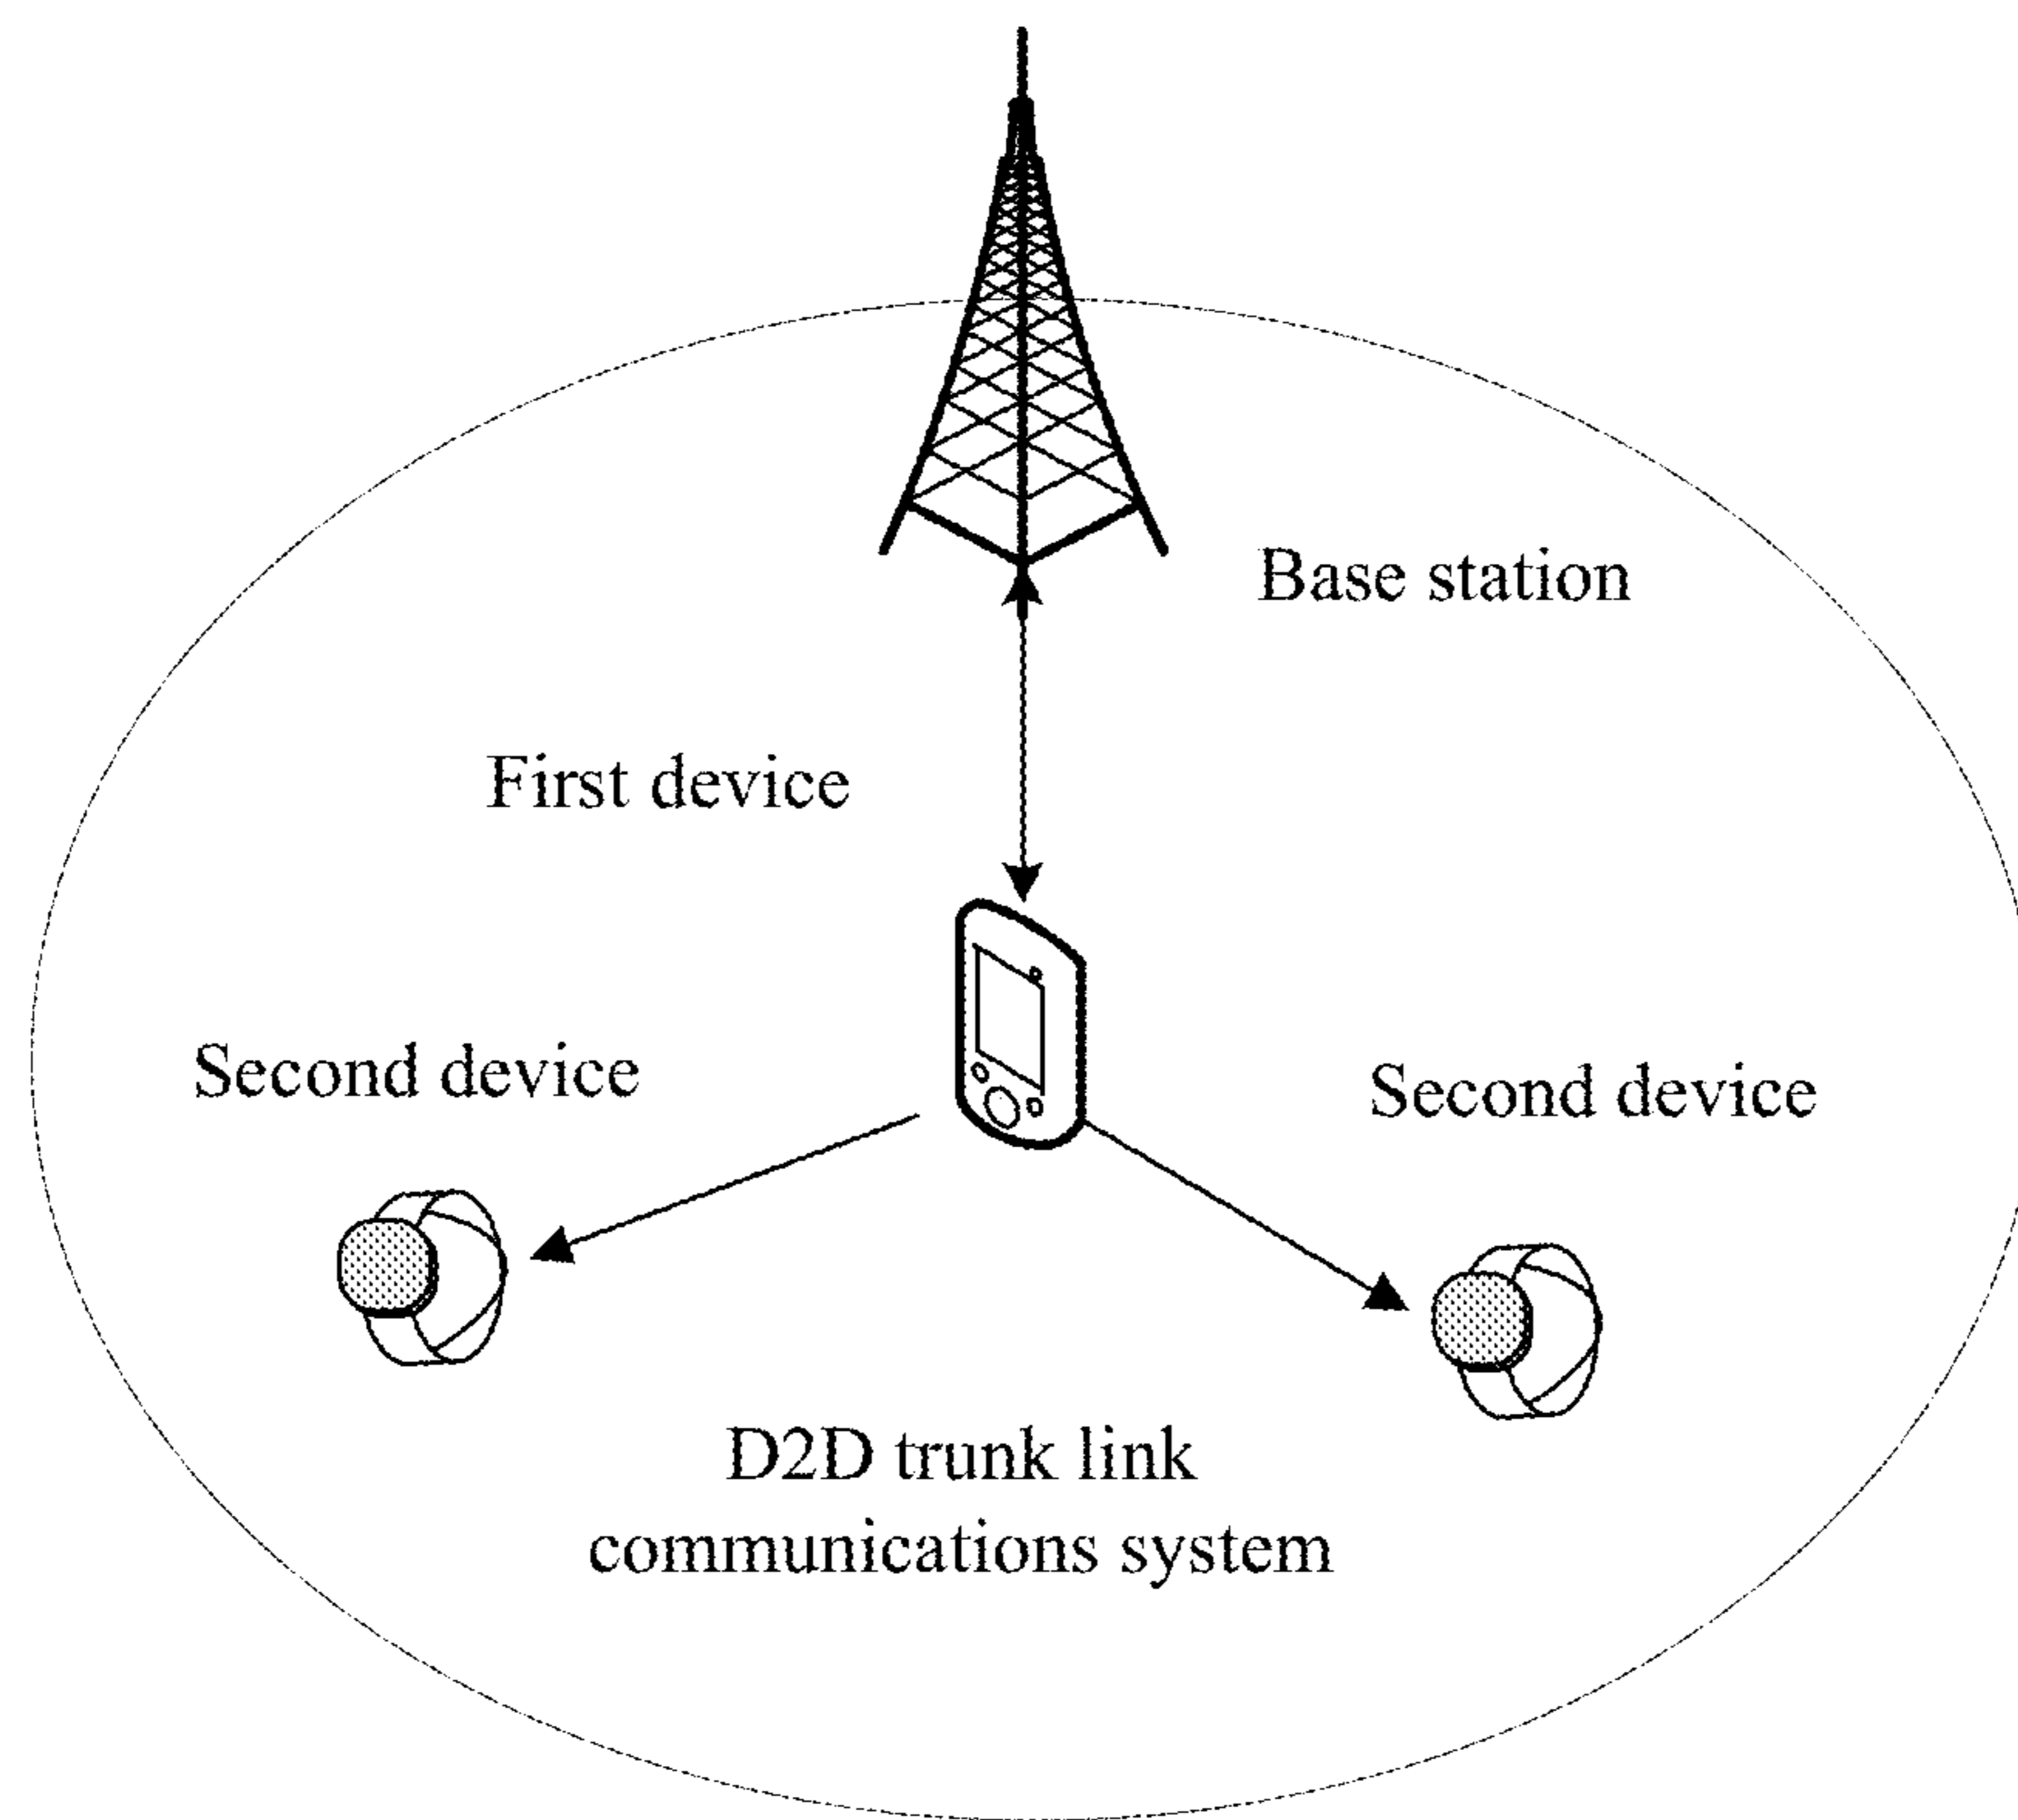 Base station
First device
Second device
Second device
D2D trunk link
communications system